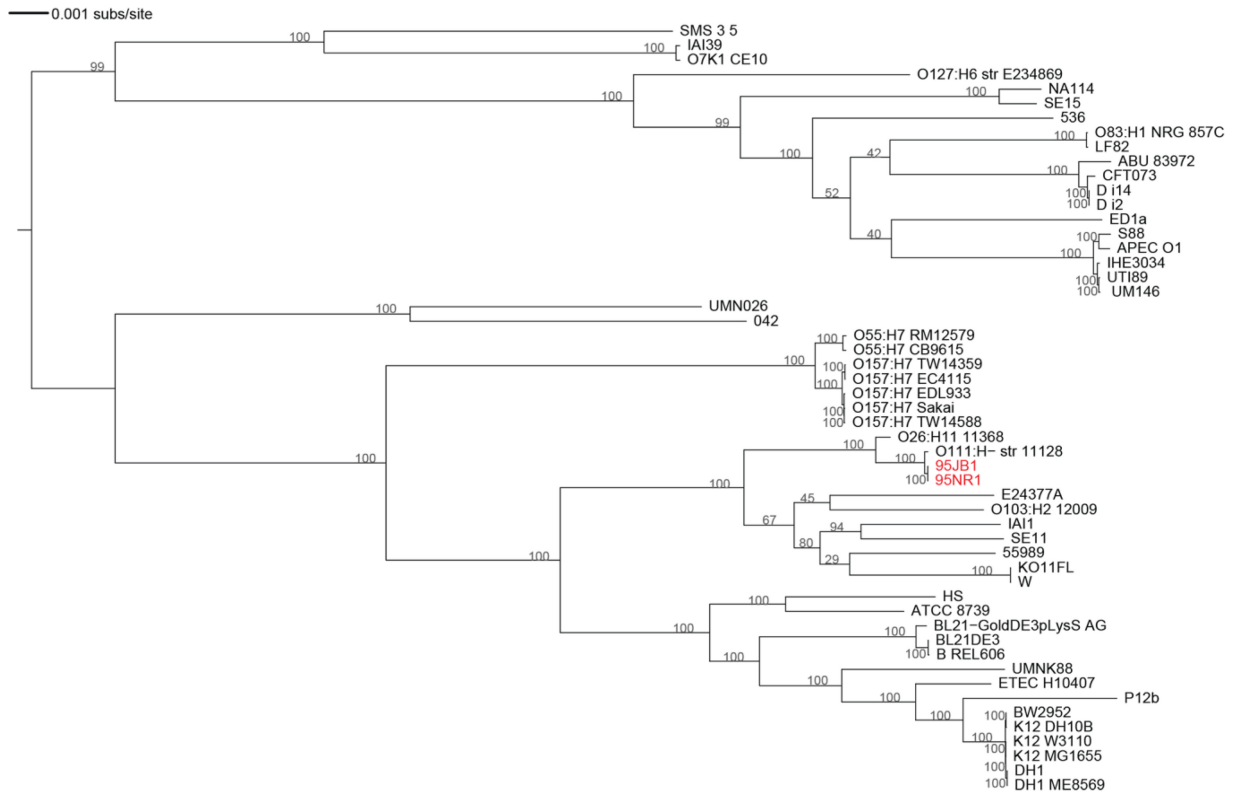 0.001 subs/site
SMS 3 5
100
IAI39
100
O7K1 CE10
99
O127:H6 str E234869
100
NA114
100
SE15
536
99
O83:H1 NRG 857C
100
LF82
100
42
ABU 83972
100
CFT073
D i14
100
52
D i2
100
ED1a
S88
40
100
APEC O1
100
IHE3034
UTI89
100
UM146
100
UMN026
100
042
O55:H7 RM12579
100
O55:H7 CB9615
100
O157:H7 TW14359
100
O157:H7 EC4115
100
O157:H7 EDL933
O157:H7 Sakai
100
O157:H7 TW14588
100
O26:H11 11368
100
O111:H− str 11128
100
100
95JB1
95NR1
100
100
E24377A
45
O103:H2 12009
67
IAI1
94
SE11
80
55989
100
29
KO11FL
100
W
HS
100
ATCC 8739
BL21−GoldDE3pLysS AG
100
100
BL21DE3
B REL606
100
100
UMNK88
100
ETEC H10407
100
P12b
BW2952
100
100
K12 DH10B
K12 W3110
100
K12 MG1655
100
DH1
100
DH1 ME8569
100